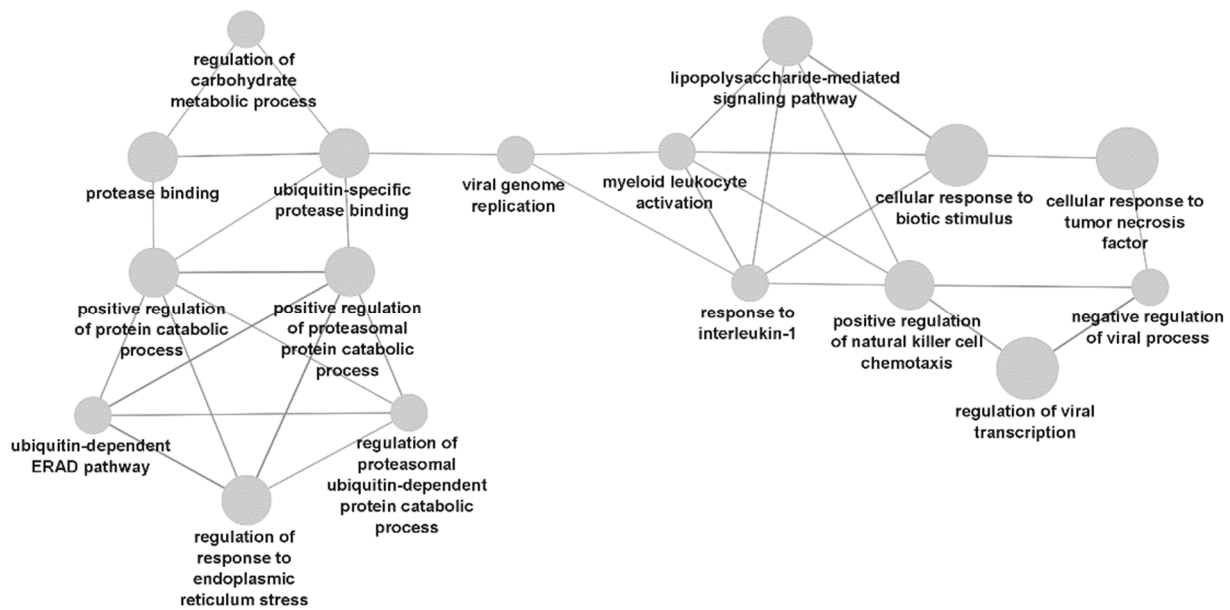 regulation of
carbohydrate
metabolic process
lipopolysaccharide-mediated
signaling pathway
protease binding
ubiquitin-specific
protease binding
viral genome
replication
myeloid leukocyte
activation
cellular response to
biotic stimulus
cellular response to
tumor necrosis
factor
positive regulation
of protein catabolic
process
positive regulation
of proteasomal
protein catabolic
process
response to
interleukin-1
positive regulation
of natural killer cell
chemotaxis
negative regulation
of viral process
regulation of viral
transcription
ubiquitin-dependent
ERAD pathway
regulation of
proteasomal
ubiquitin-dependent
protein catabolic
process
regulation of
response to
endoplasmic
reticulum stress